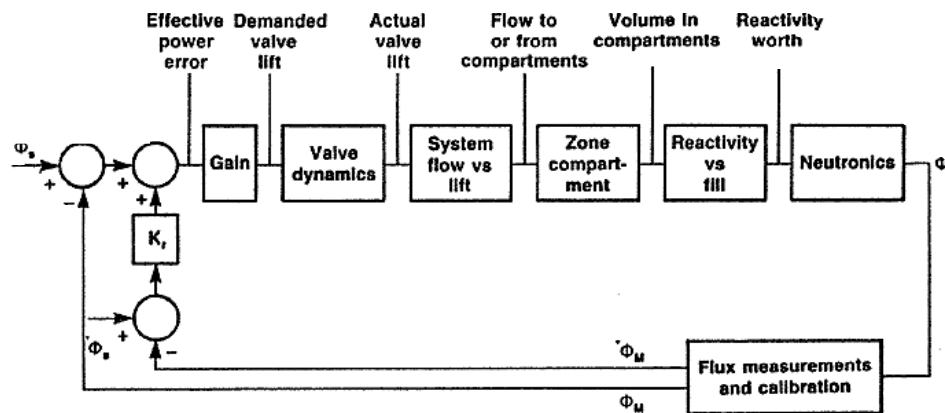 Effective
power
error
Demanded
valve
lift
Actual
valve
lift
Flow to
or from
compartments
Volume in
compartments
Reactivity
worth
Φs
+
−
+
+
Gain
Valve
dynamics
System
flow vs
lift
Zone
compart-
ment
Reactivity
vs
fill
Neutronics
Φ
Kr
+
−
Φ̇s
Φ̇M
ΦM
Flux measurements
and calibration